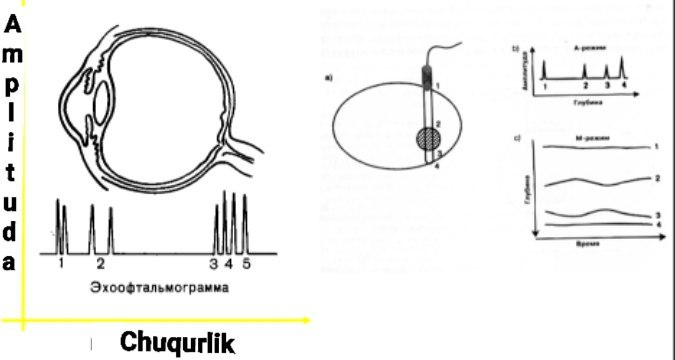 Amplituda
1 2 3 4 5
Эхоофтальмограмма
Chuqurlik
a)
1
2
3
4
b)
А-режим
Амплитуда
1 2 3 4
Глубина
c)
М-режим
Глубина
1
2
3
4
Время